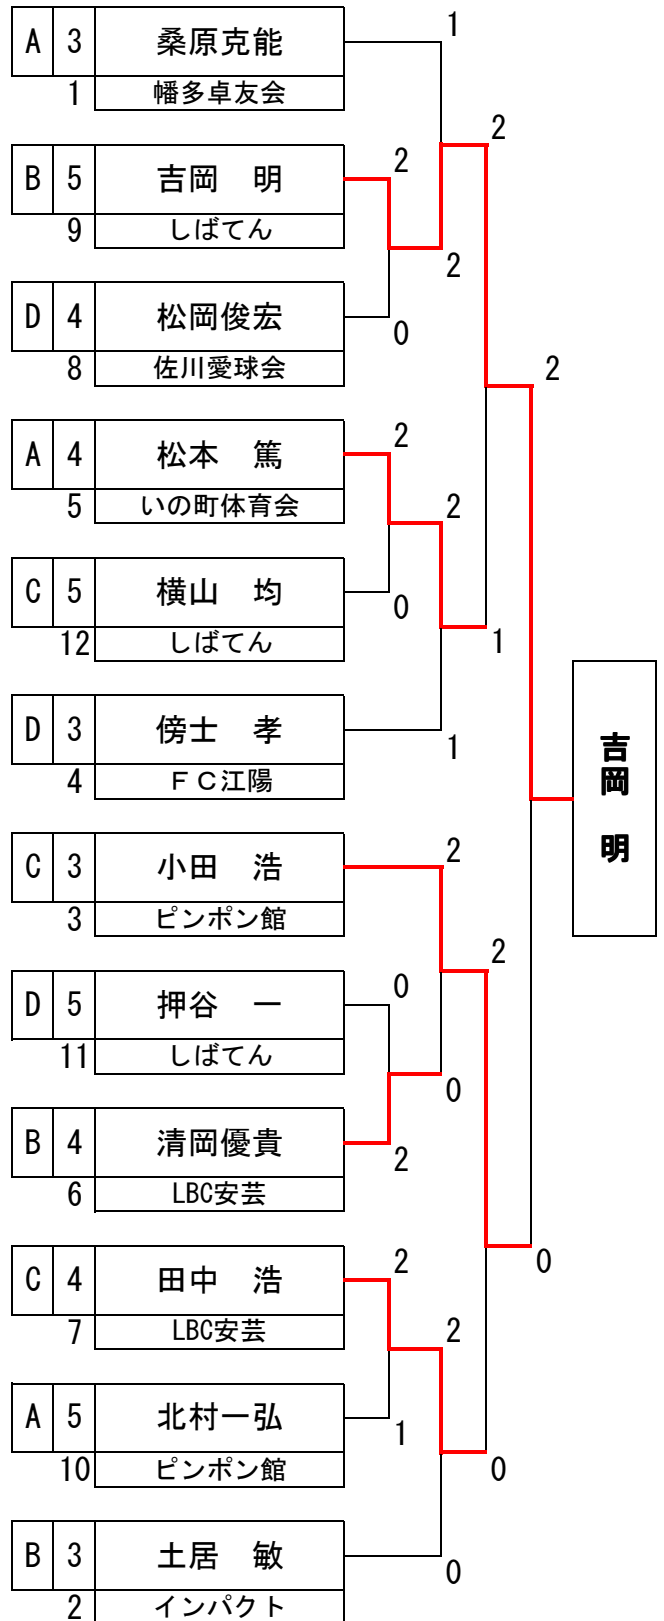 A 3 桑原克能
1
1 幡多卓友会
2
B 5 吉岡　明
2
9 しばてん
2
D 4 松岡俊宏
0
8 佐川愛球会
2
A 4 松本　篤
2
5 いの町体育会
2
C 5 横山　均
0
12 しばてん
1
D 3 傍士　孝
1
4 ＦＣ江陽
吉岡　明
C 3 小田　浩
2
3 ピンポン館
2
D 5 押谷　一
0
11 しばてん
0
B 4 清岡優貴
2
6 LBC安芸
C 4 田中　浩
2
0
7 LBC安芸
2
A 5 北村一弘
1
10 ピンポン館
0
B 3 土居　敏
0
2 インパクト